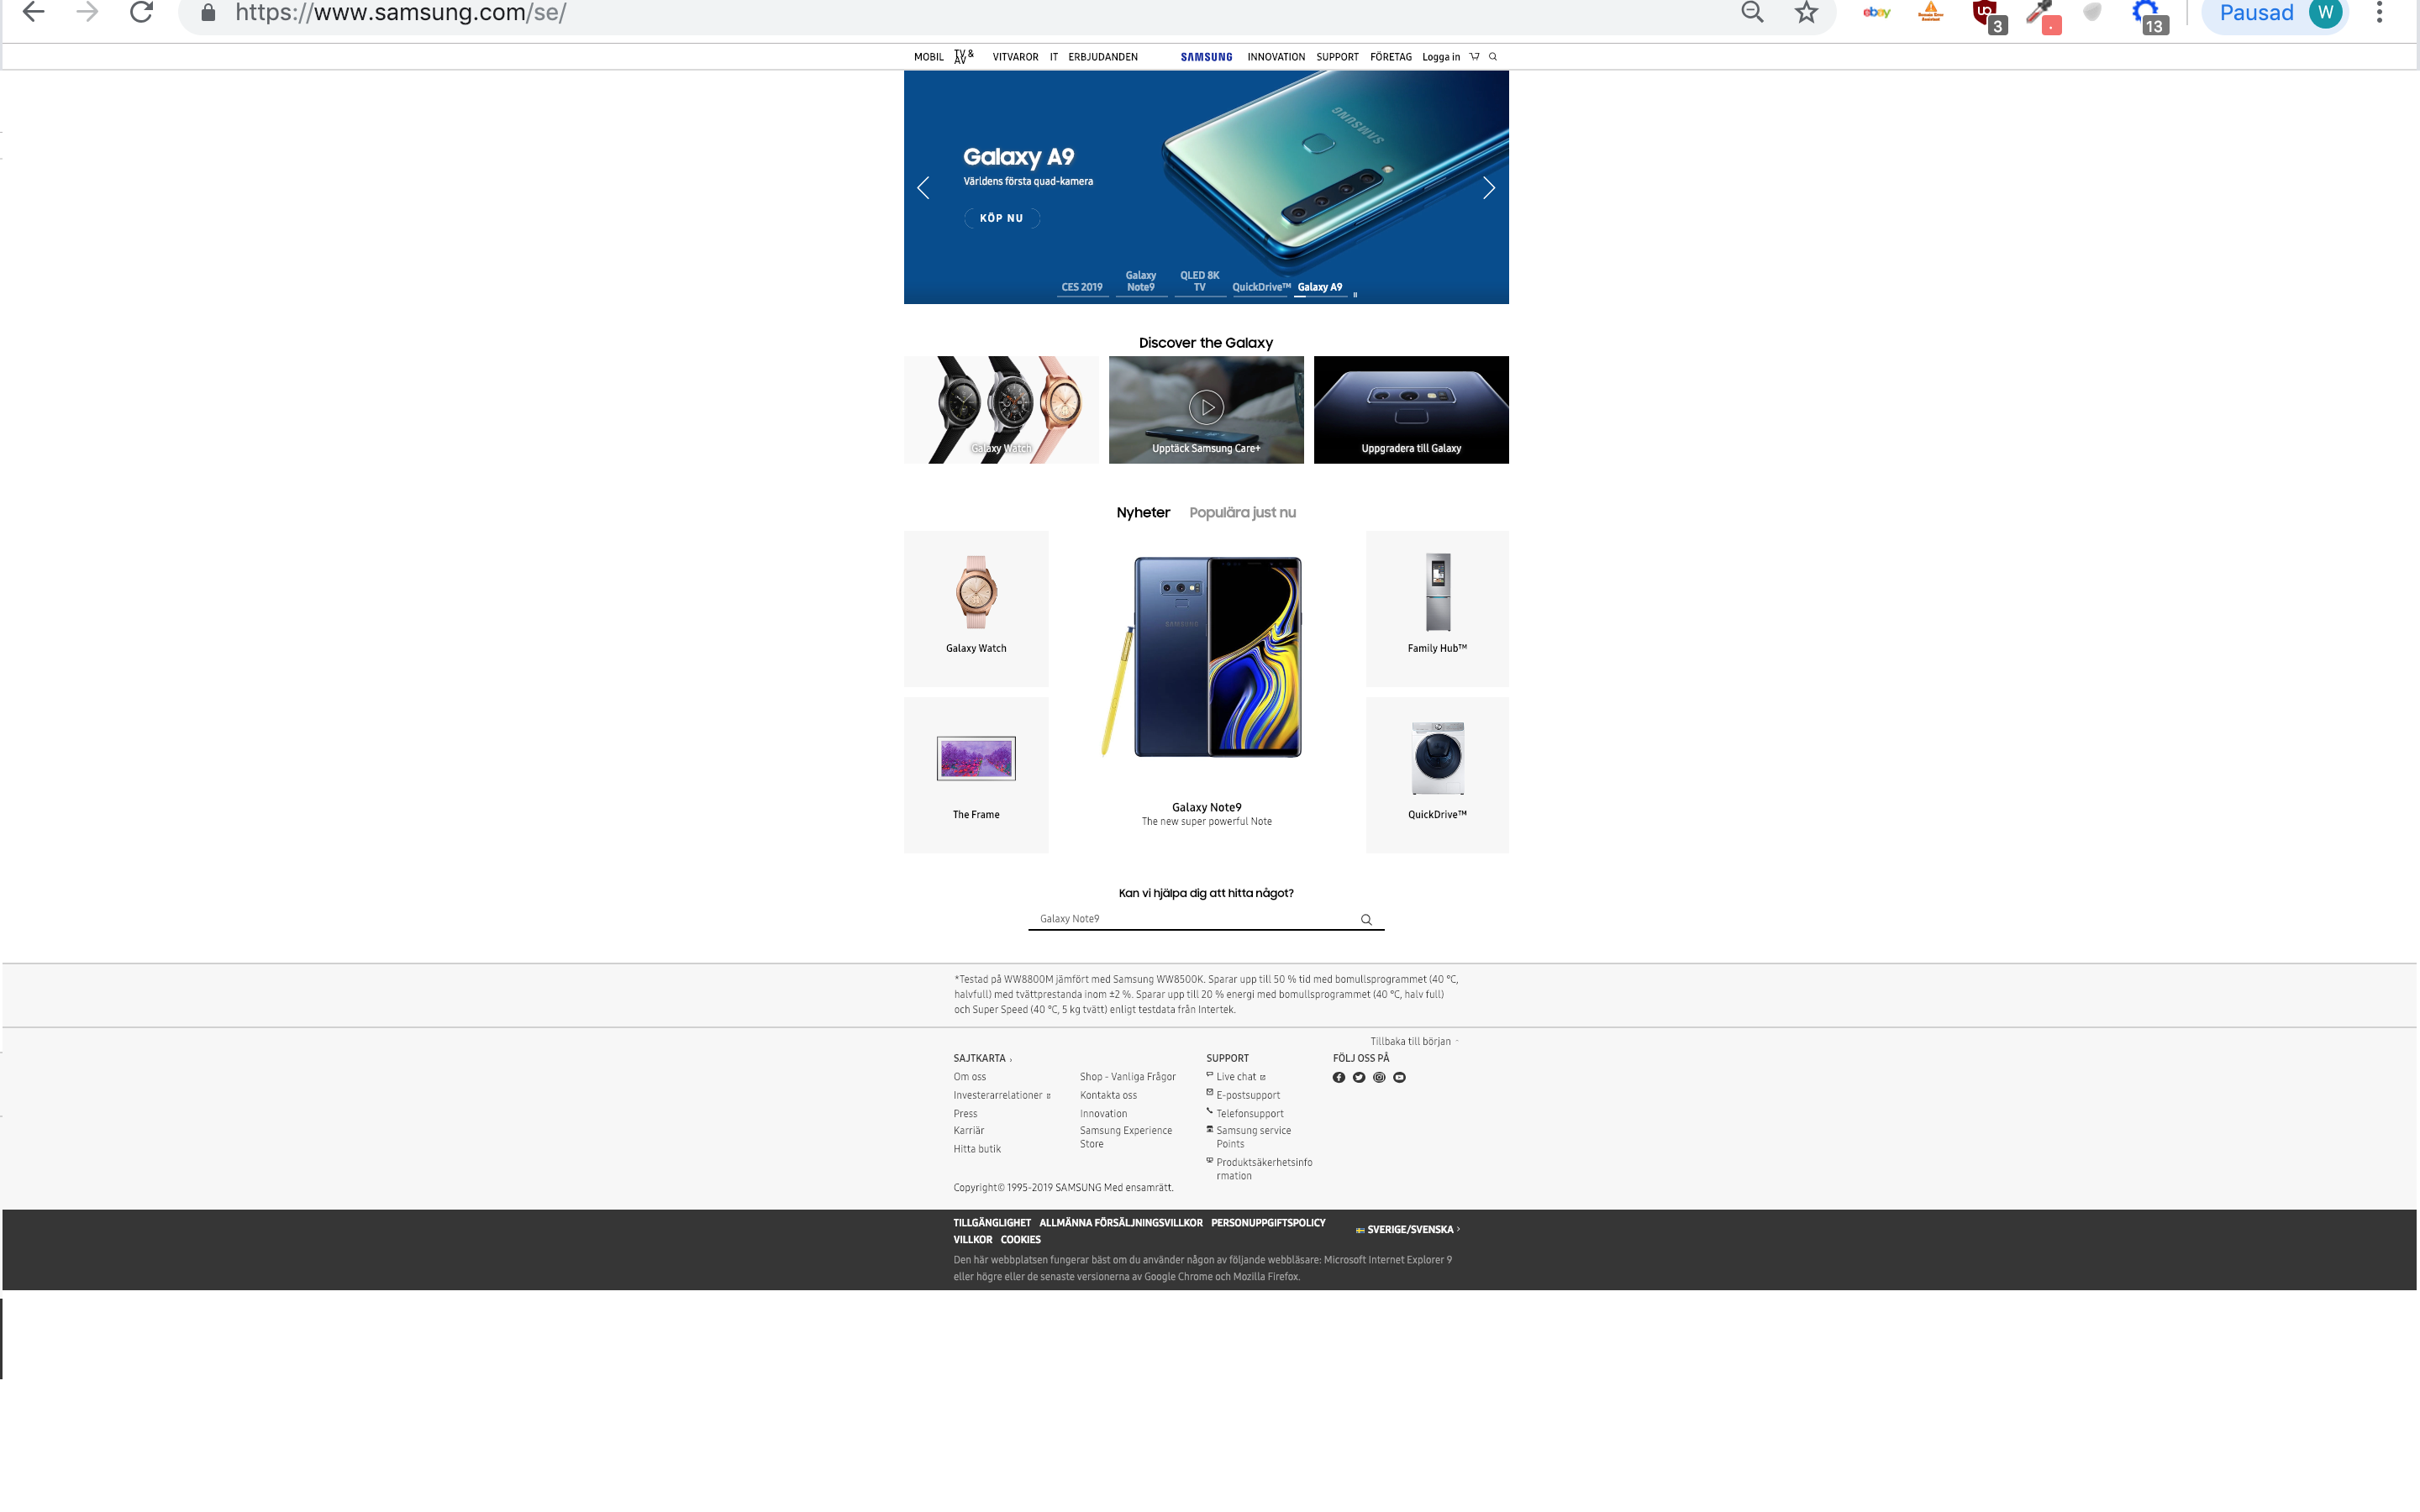 https://www.samsung.com/se/
ebay
3
13
Pausad
W
MOBIL TV & AV VITVAROR IT ERBJUDANDEN SAMSUNG INNOVATION SUPPORT FÖRETAG Logga in
SAMSUNG
Galaxy A9
Världens första quad-kamera
KÖP NU
CES 2019
Galaxy
Note9
QLED 8K
TV
QuickDrive™
Galaxy A9
Discover the Galaxy
Galaxy Watch
Upptäck Samsung Care+
Uppgradera till Galaxy
Nyheter Populära just nu
SAMSUNG
Galaxy Watch
Family Hub™
The Frame
Galaxy Note9
The new super powerful Note
QuickDrive™
Kan vi hjälpa dig att hitta något?
Galaxy Note9
*Testad på WW8800M jämfört med Samsung WW8500K. Sparar upp till 50 % tid med bomullsprogrammet (40 °C,
halvfull) med tvättprestanda inom ±2 %. Sparar upp till 20 % energi med bomullsprogrammet (40 °C, halv full)
och Super Speed (40 °C, 5 kg tvätt) enligt testdata från Intertek.
Tillbaka till början
SAJTKARTA
Om oss
Investerarrelationer
Press
Karriär
Hitta butik
Shop - Vanliga Frågor
Kontakta oss
Innovation
Samsung Experience
Store
SUPPORT
Live chat
E-postsupport
Telefonsupport
Samsung service
Points
Produktsäkerhetsinfo
rmation
FÖLJ OSS PÅ
Copyright© 1995-2019 SAMSUNG Med ensamrätt.
TILLGÄNGLIGHET ALLMÄNNA FÖRSÄLJNINGSVILLKOR PERSONUPPGIFTSPOLICY
VILLKOR COOKIES
SVERIGE/SVENSKA
Den här webbplatsen fungerar bäst om du använder någon av följande webbläsare: Microsoft Internet Explorer 9
eller högre eller de senaste versionerna av Google Chrome och Mozilla Firefox.